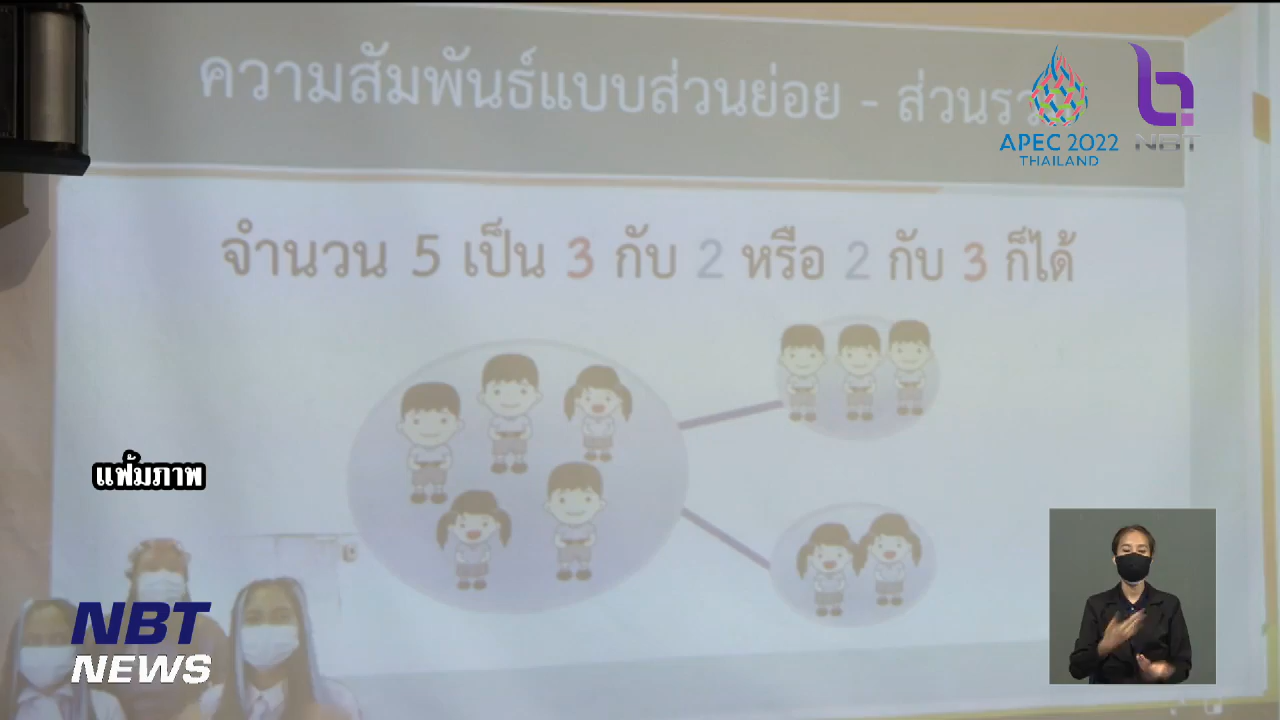 ความสัมพันธ์แบบส่วนย่อย - ส่วนรวม
APEC 2022
THAILAND
NBT
จำนวน 5 เป็น 3 กับ 2 หรือ 2 กับ 3 ก็ได้
แฟ้มภาพ
NBT
NEWS